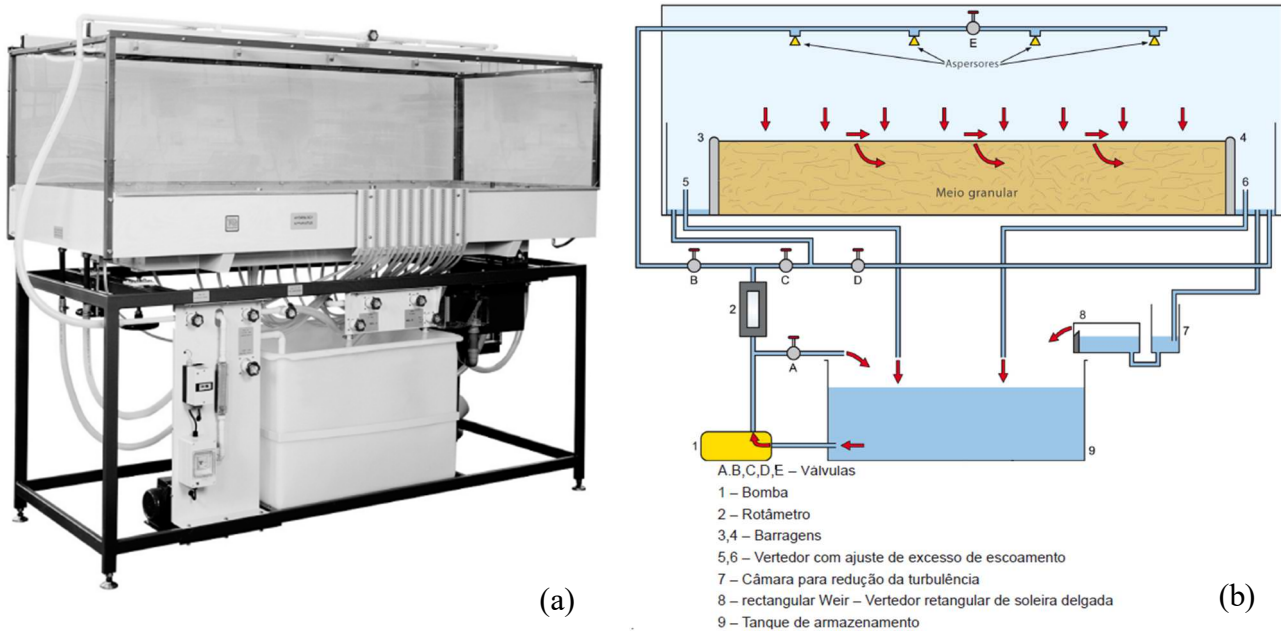 E
Aspersores
3
4
Meio granular
5
6
B
C
D
2
8
7
A
1
9
A.B,C,D,E – Válvulas
1 – Bomba
2 – Rotâmetro
3,4 – Barragens
5,6 – Vertedor com ajuste de excesso de escoamento
7 – Câmara para redução da turbulência
8 – rectangular Weir – Vertedor retangular de soleira delgada
9 – Tanque de armazenamento
(a)
(b)